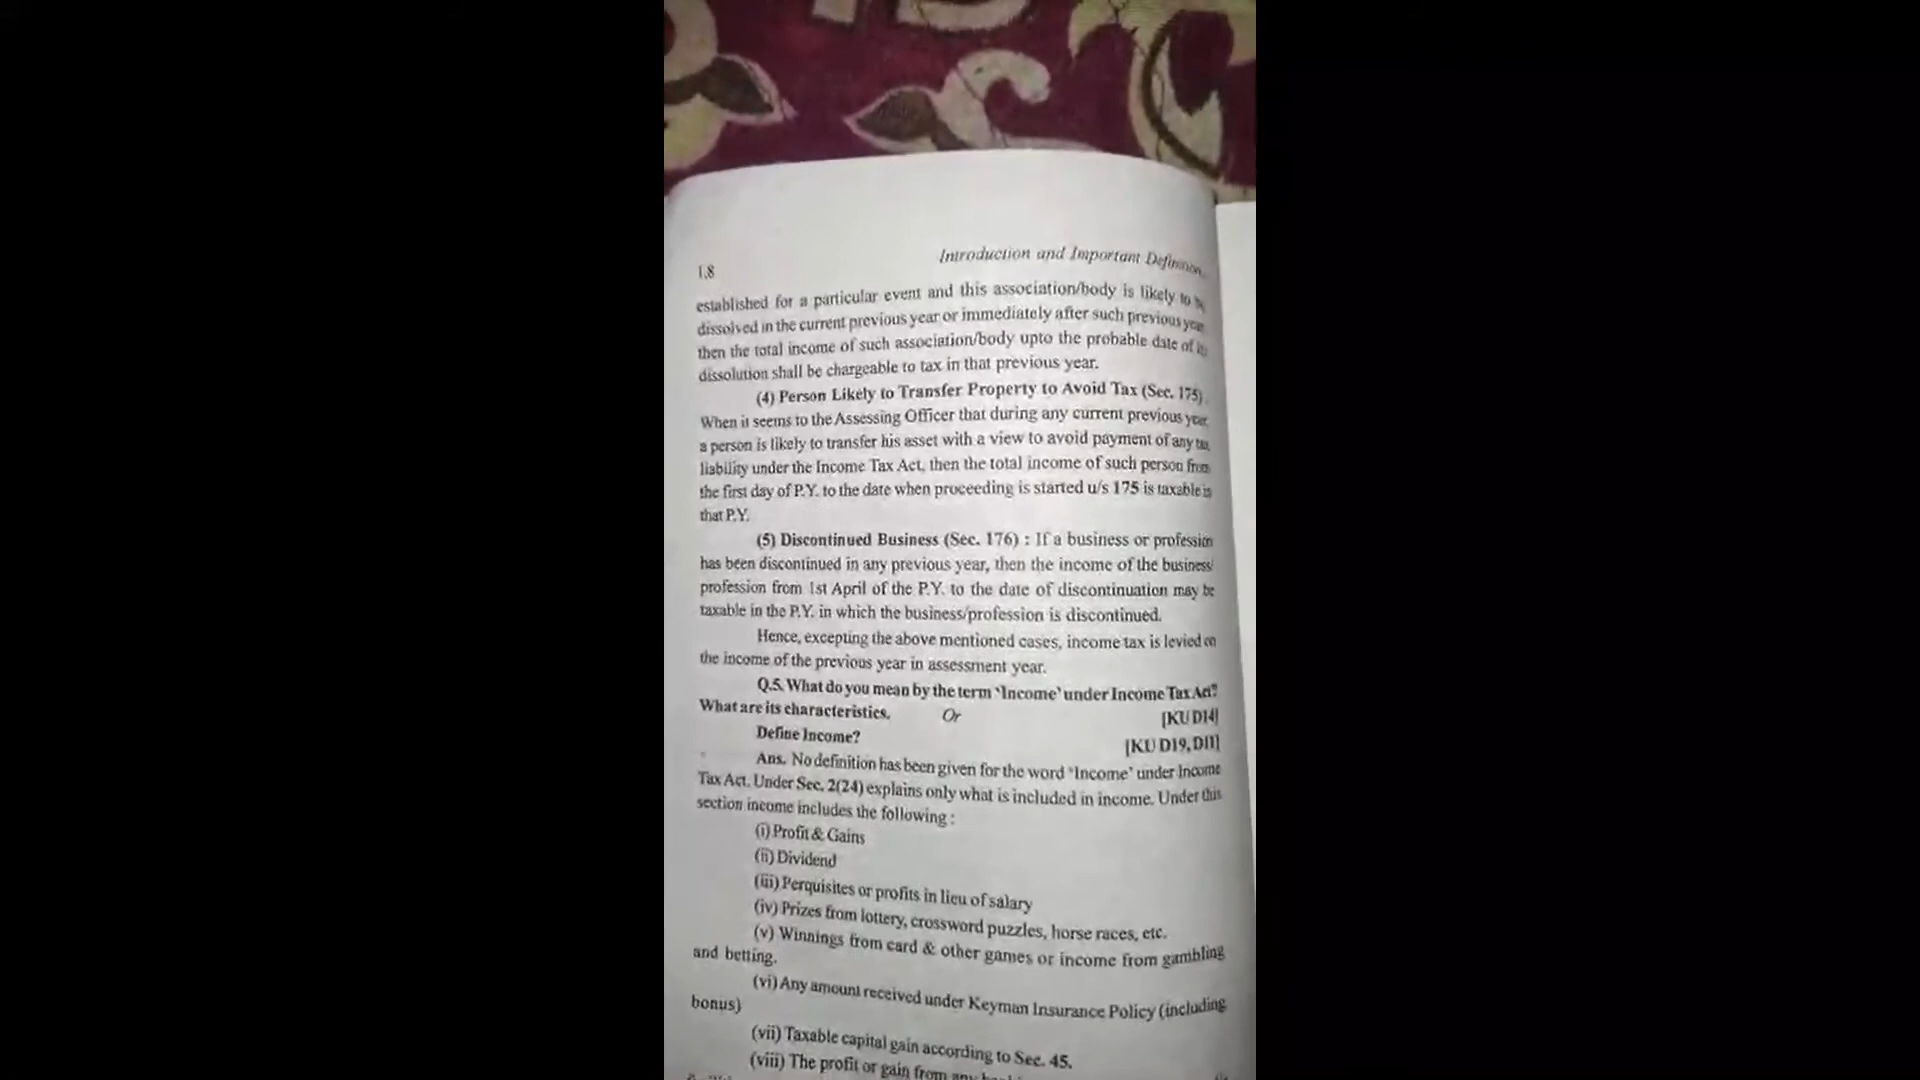 1.8
Introduction and Important Definition
established for a particular event and this association/body is likely to
dissolved in the current previous year or immediately after such previous year
then the total income of such association/body upto the probable date of its
dissolution shall be chargeable to tax in that previous year.
(4) Person Likely to Transfer Property to Avoid Tax (Sec. 175)
When it seems to the Assessing Officer that during any current previous year
a person is likely to transfer his asset with a view to avoid payment of any tax
liability under the Income Tax Act, then the total income of such person from
the first day of P.Y. to the date when proceeding is started u/s 175 is taxable in
that P.Y.
(5) Discontinued Business (Sec. 176) : If a business or profession
has been discontinued in any previous year, then the income of the business/
profession from 1st April of the P.Y. to the date of discontinuation may be
taxable in the P.Y. in which the business/profession is discontinued.
Hence, excepting the above mentioned cases, income tax is levied on
the income of the previous year in assessment year.
Q.5. What do you mean by the term 'Income' under Income Tax Act?
What are its characteristics. Or [KU D14]
Define Income? [KU D19, D11]
Ans. No definition has been given for the word 'Income' under Income
Tax Act. Under Sec. 2(24) explains only what is included in income. Under this
section income includes the following :
(i) Profit & Gains
(ii) Dividend
(iii) Perquisites or profits in lieu of salary
(iv) Prizes from lottery, crossword puzzles, horse races, etc.
(v) Winnings from card & other games or income from gambling
and betting.
(vi) Any amount received under Keyman Insurance Policy (including
bonus)
(vii) Taxable capital gain according to Sec. 45.
(viii) The profit or gain from any